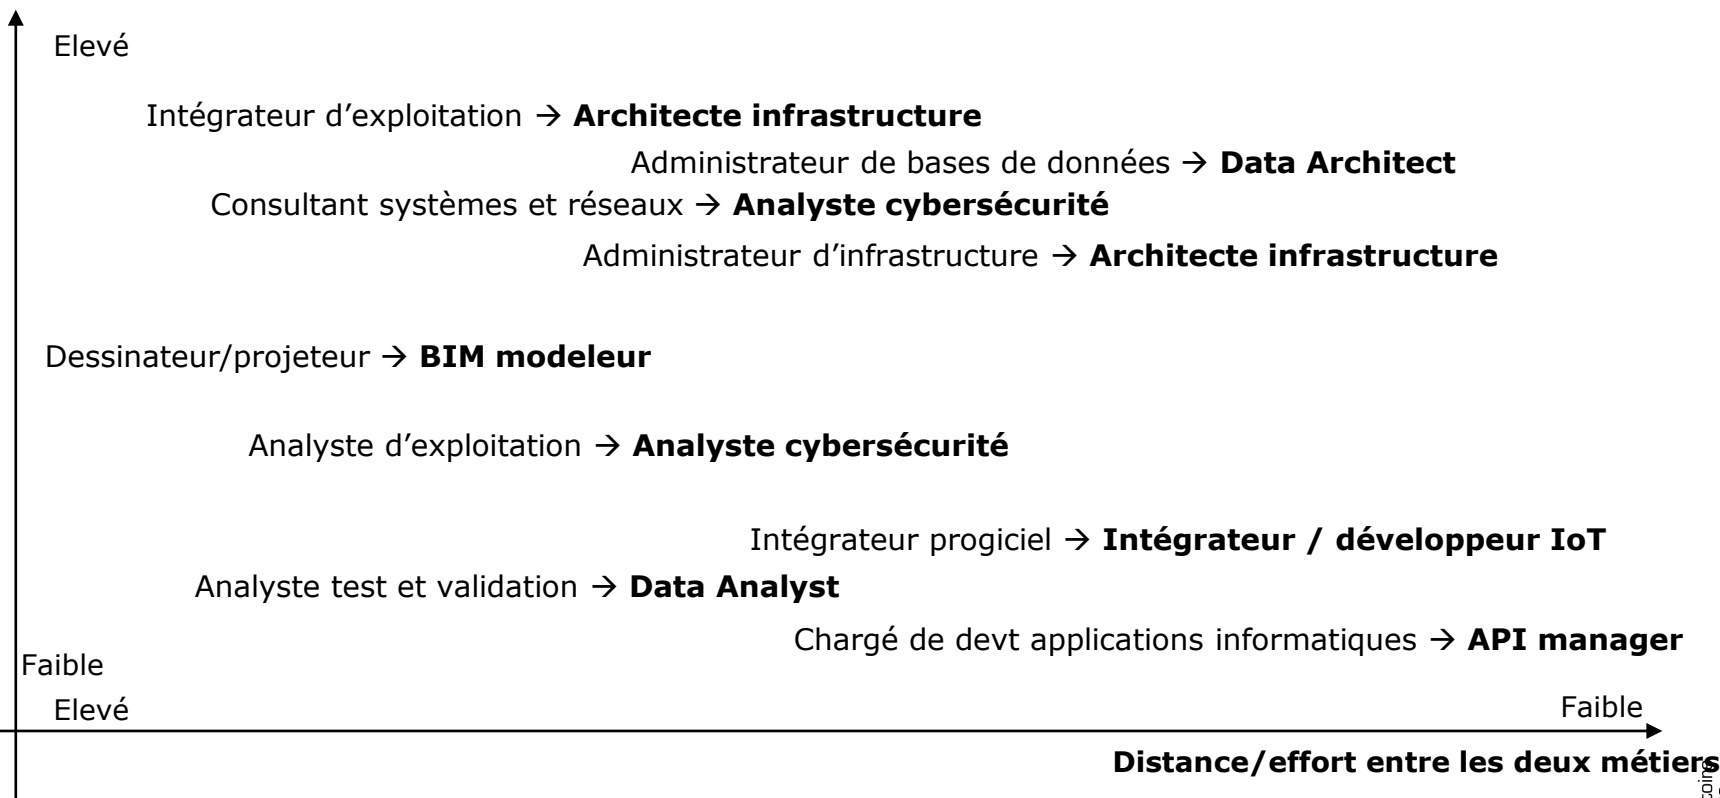 Elevé
Intégrateur d’exploitation → Architecte infrastructure
Administrateur de bases de données → Data Architect
Consultant systèmes et réseaux → Analyste cybersécurité
Administrateur d’infrastructure → Architecte infrastructure
Dessinateur/projeteur → BIM modeleur
Analyste d’exploitation → Analyste cybersécurité
Intégrateur progiciel → Intégrateur / développeur IoT
Analyste test et validation → Data Analyst
Chargé de devt applications informatiques → API manager
Faible
Elevé
Faible
Distance/effort entre les deux métiers